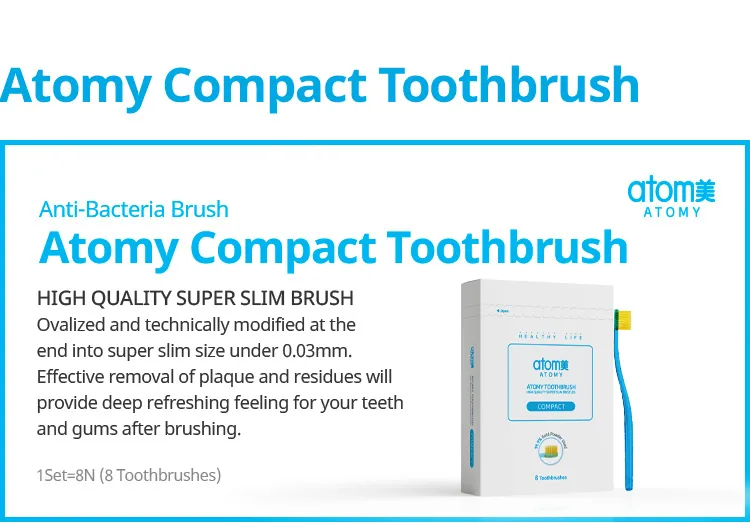 Atomy Compact Toothbrush
atom美
ATOMY
Anti-Bacteria Brush
Atomy Compact Toothbrush
HIGH QUALITY SUPER SLIM BRUSH
Ovalized and technically modified at the
end into super slim size under 0.03mm.
Effective removal of plaque and residues will
provide deep refreshing feeling for your teeth
and gums after brushing.
1Set=8N (8 Toothbrushes)
HEALTHY LIFE
atom美
ATOMY
ATOMY TOOTHBRUSH
COMPACT
8 Toothbrushes